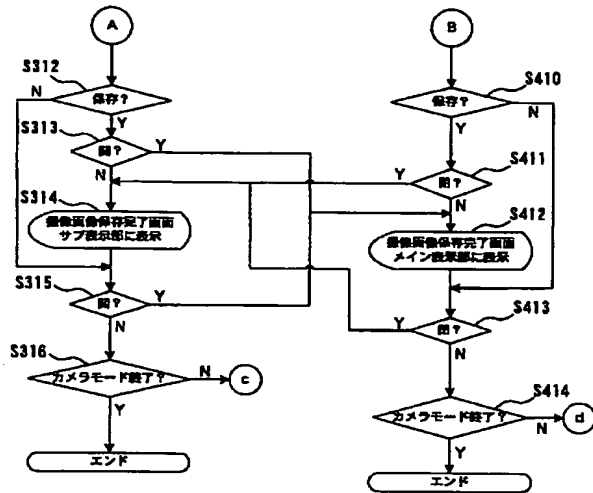 A
S312
N
保存?
Y
S313
開?
Y
N
S314
撮像画像保存完了画面
サブ表示部に表示
S315
開?
Y
N
S316
カメラモード終了?
N
c
Y
エンド
B
S410
保存?
N
Y
S411
Y
閉?
N
S412
撮像画像保存完了画面
メイン表示部に表示
S413
Y
閉?
N
S414
カメラモード終了?
N
d
Y
エンド